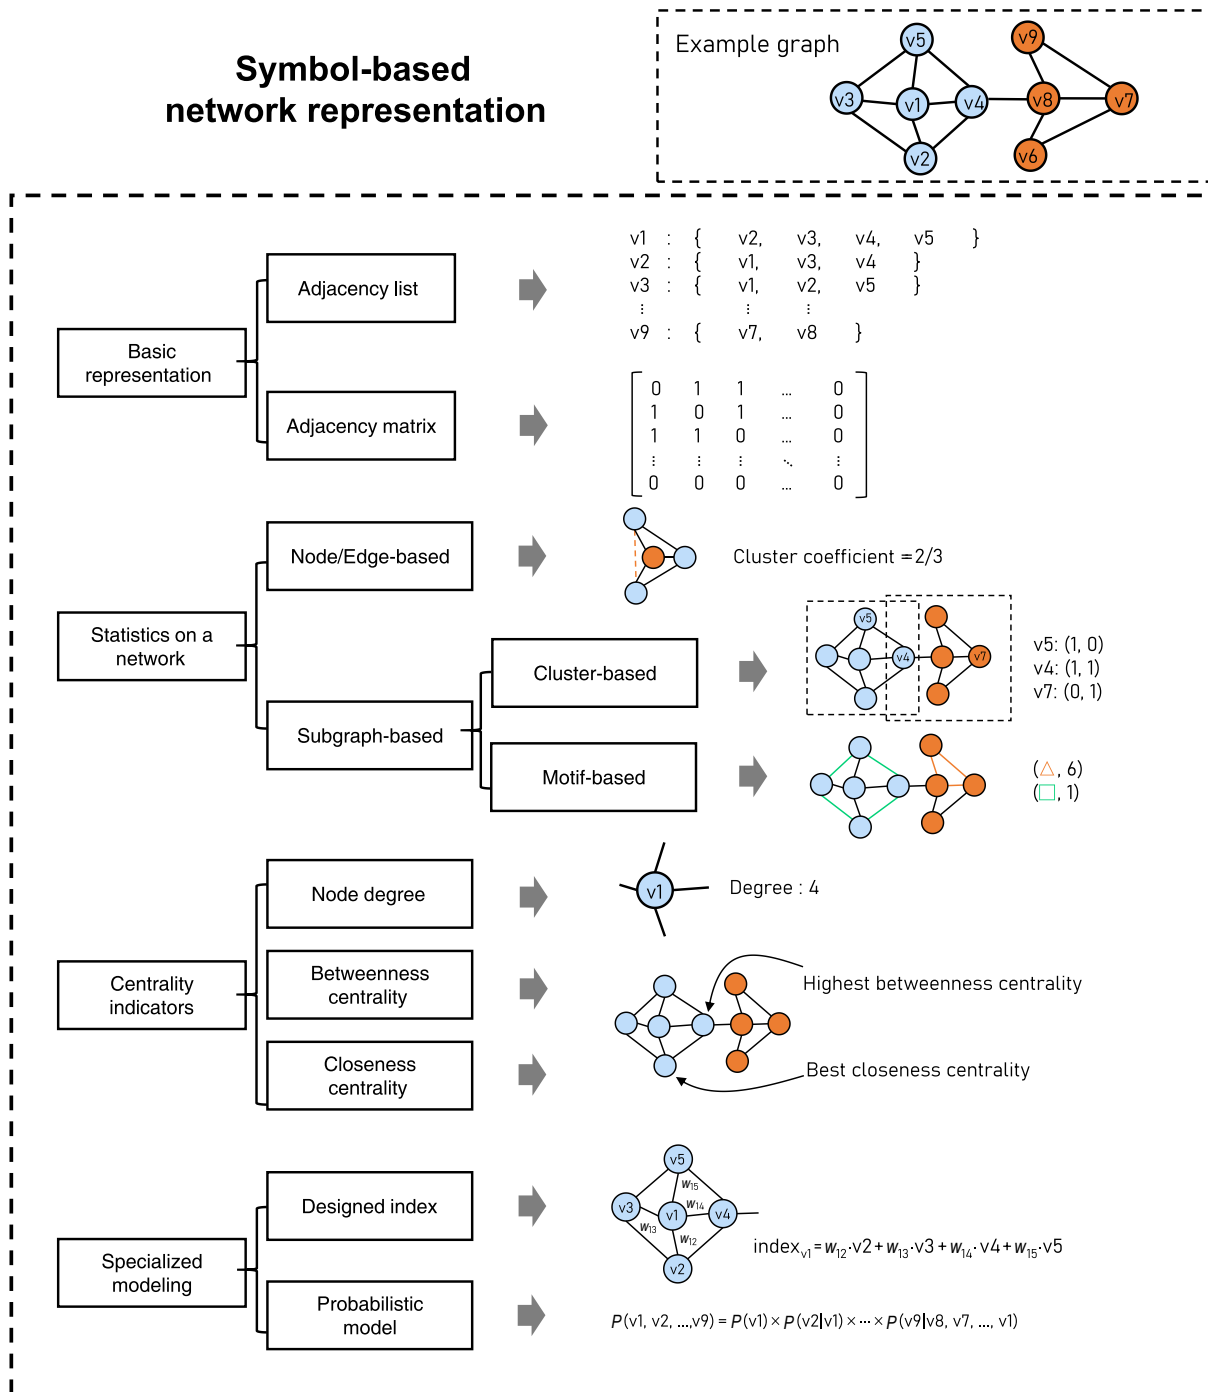 Symbol-based
network representation
Example graph
v5
v9
v3
v1
v4
v8
v7
v2
v6
v1 : { v2, v3, v4, v5 }
v2 : { v1, v3, v4 }
Adjacency list
v3 : { v1, v2, v5 }
⋮ ⋮ ⋮
v9 : { v7, v8 }
Basic
representation
0 1 1 ... 0
1 0 1 ... 0
Adjacency matrix
1 1 0 ... 0
⋮ ⋮ ⋮ ⋱ ⋮
0 0 0 ... 0
Node/Edge-based
Cluster coefficient = 2/3
Statistics on a
network
Cluster-based
v5
v4
v7
v5: (1, 0)
v4: (1, 1)
v7: (0, 1)
Subgraph-based
Motif-based
(△, 6)
(□, 1)
Node degree
v1
Degree : 4
Centrality
indicators
Betweenness
centrality
Highest betweenness centrality
Closeness
centrality
Best closeness centrality
Designed index
v5
w15
v3
v1
w14
v4
w13
w12
v2
index_v1 = w12·v2 + w13·v3 + w14·v4 + w15·v5
Specialized
modeling
Probabilistic
model
P(v1, v2, ...,v9) = P(v1) × P(v2|v1) × ··· × P(v9|v8, v7, ..., v1)